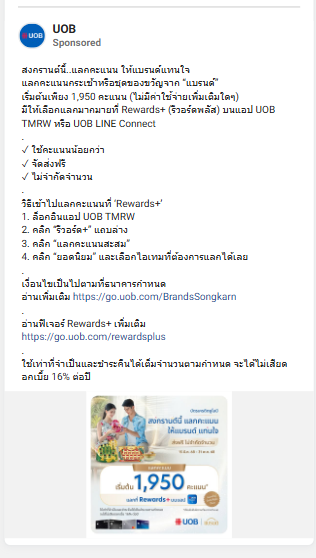 UOB
UOB
Sponsored
สงกรานต์นี้..แลกคะแนน ให้แบรนด์แทนใจ
แลกคะแนนกระเช้าหรือชุดของขวัญจาก "แบรนด์"
เริ่มต้นเพียง 1,950 คะแนน (ไม่มีค่าใช้จ่ายเพิ่มเติมใดๆ)
มีให้เลือกแลกมากมายที่ Rewards+ (รีวอร์ดพลัส) บนแอป UOB
TMRW หรือ UOB LINE Connect
.
✓ ใช้คะแนนน้อยกว่า
✓ จัดส่งฟรี
✓ ไม่จำกัดจำนวน
.
วิธีเข้าไปแลกคะแนนที่ 'Rewards+'
1. ล็อกอินแอป UOB TMRW
2. คลิก "รีวอร์ด+" แถบล่าง
3. คลิก "แลกคะแนนสะสม"
4. คลิก "ยอดนิยม" และเลือกไอเทมที่ต้องการแลกได้เลย
.
เงื่อนไขเป็นไปตามที่ธนาคารกำหนด
อ่านเพิ่มเติม https://go.uob.com/BrandsSongkarn
.
อ่านฟีเจอร์ Rewards+ เพิ่มเติม
https://go.uob.com/rewardsplus
.
ใช้เท่าที่จำเป็นและชำระคืนได้เต็มจำนวนตามกำหนด จะได้ไม่เสียด
อกเบี้ย 16% ต่อปี
สงกรานต์นี้ แลกคะแนน
ให้แบรนด์ แทนใจ
ส่งฟรี ไม่จำกัดจำนวน
เริ่มต้น 1,950 คะแนน
แลกที่ Rewards+ บนแอป
UOB